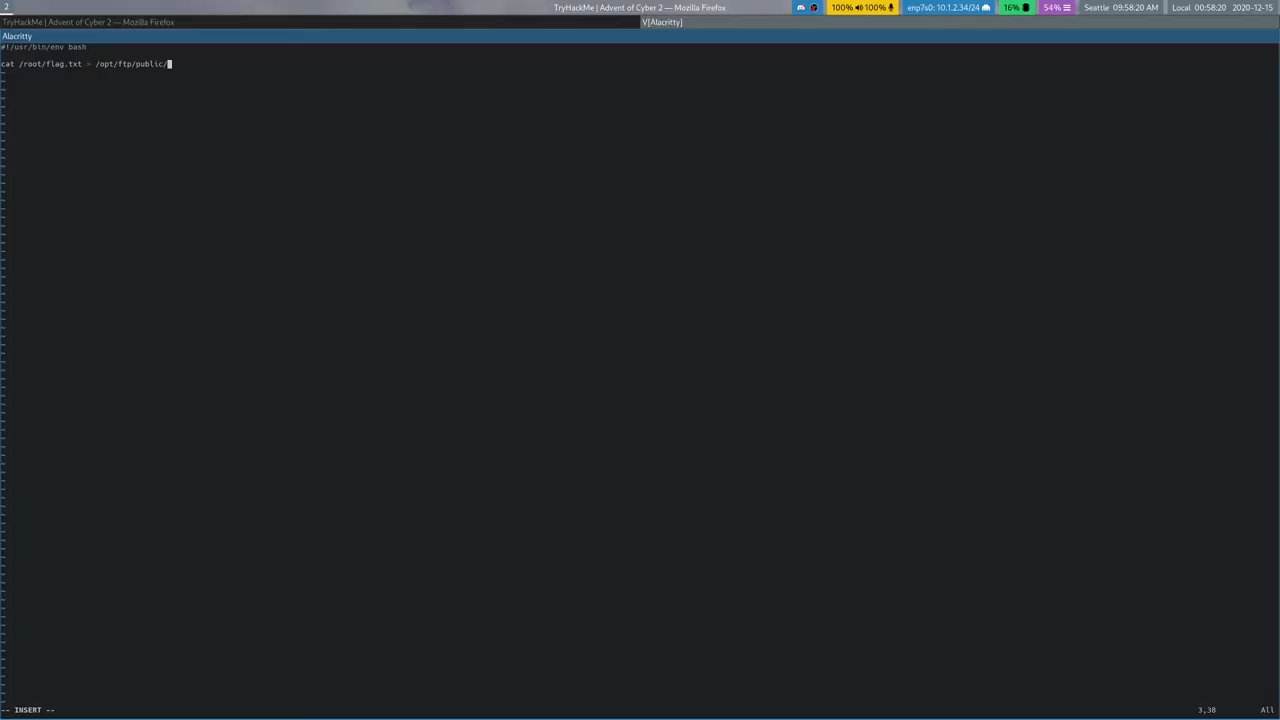 2
TryHackMe | Advent of Cyber 2 — Mozilla Firefox
100% 100%
enp7s0: 10.1.2.34/24
16%
54%
Seattle 09:58:20 AM
Local 00:58:20 2020-12-15
TryHackMe | Advent of Cyber 2 — Mozilla Firefox
V[Alacritty]
Alacritty
#!/usr/bin/env bash
cat /root/flag.txt > /opt/ftp/public/
-- INSERT --
3,38
All